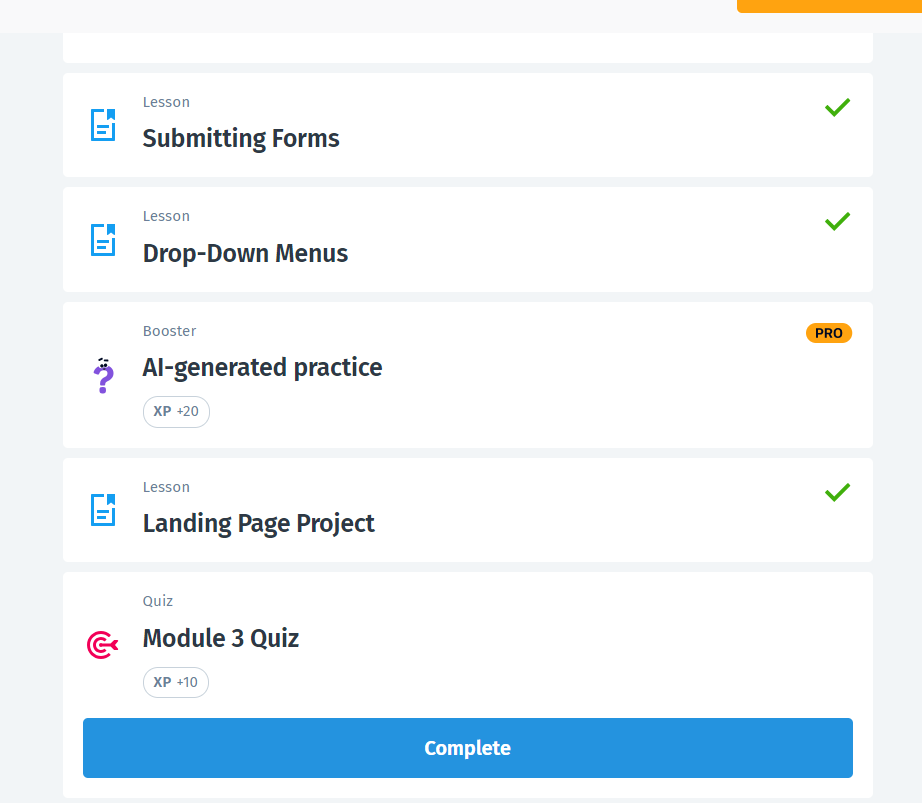 Lesson
Submitting Forms
Lesson
Drop-Down Menus
Booster
PRO
AI-generated practice
XP +20
Lesson
Landing Page Project
Quiz
Module 3 Quiz
XP +10
Complete